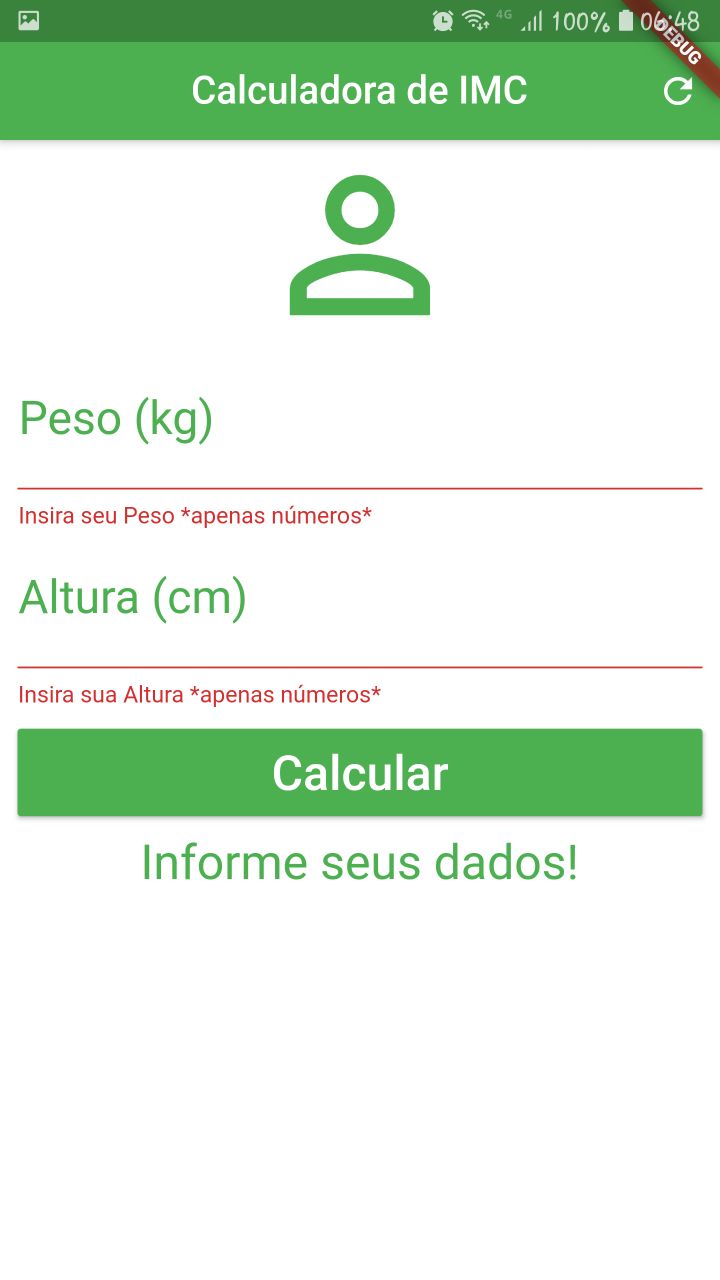 4G 100% 06:48
DEBUG
Calculadora de IMC
Peso (kg)
Insira seu Peso *apenas números*
Altura (cm)
Insira sua Altura *apenas números*
Calcular
Informe seus dados!